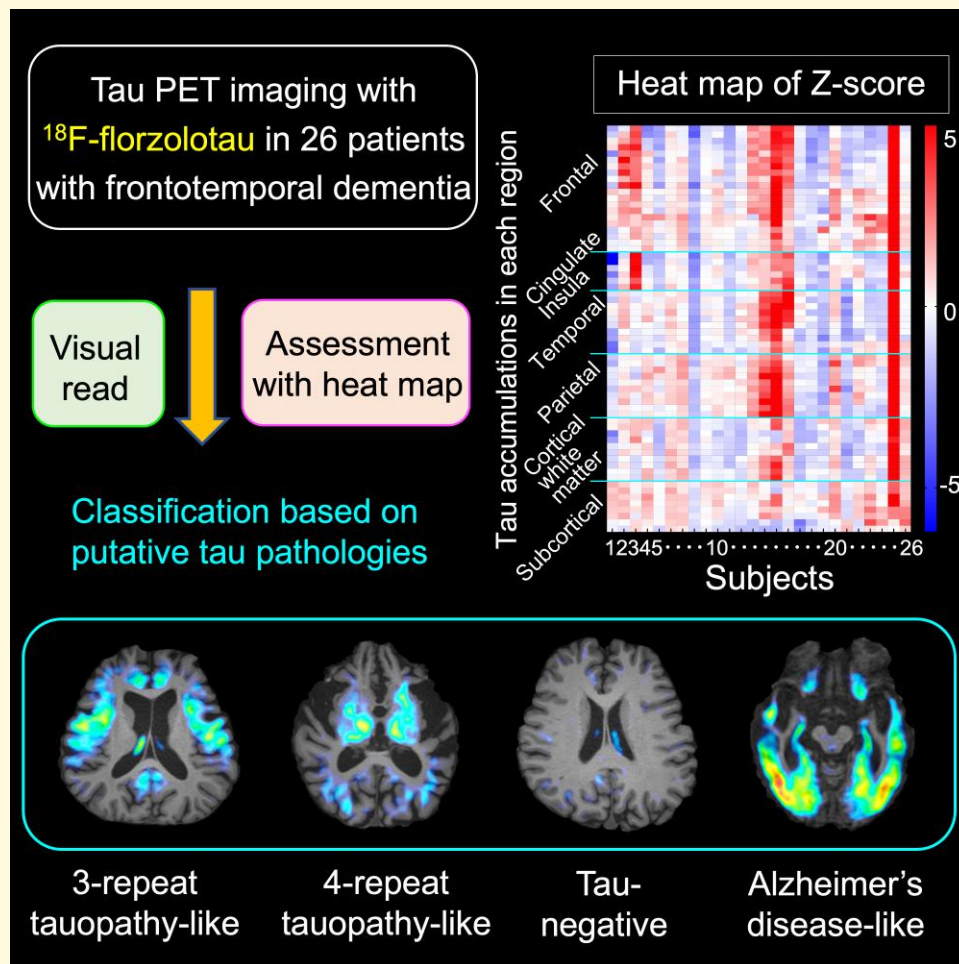 Tau PET imaging with
¹⁸F-florzolotau in 26 patients
with frontotemporal dementia
Visual
read
Assessment
with heat map
Classification based on
putative tau pathologies
Heat map of Z-score
Tau accumulations in each region
Frontal
Cingulate
Insula
Temporal
Parietal
Cortical
white
matter
Subcortical
5
0
-5
12345····10·········20·····26
Subjects
3-repeat
tauopathy-like
4-repeat
tauopathy-like
Tau-
negative
Alzheimer's
disease-like